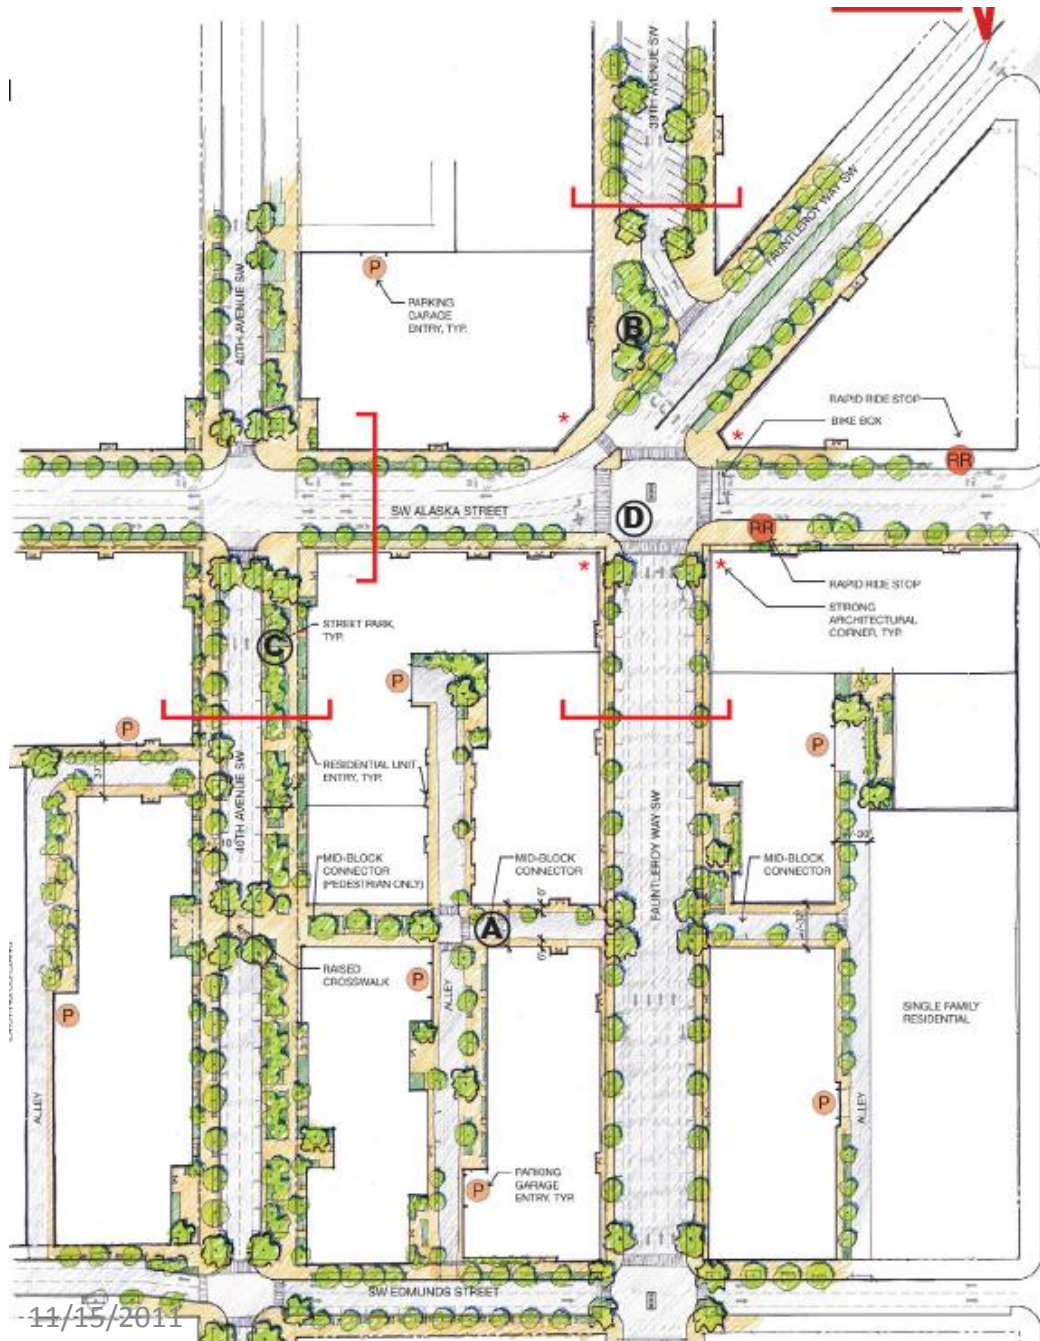 39TH AVENUE SW
FAUNTLEROY WAY SW
40TH AVENUE SW
P
PARKING
GARAGE
ENTRY, TYP.
B
*
*
RAPID RIDE STOP
BIKE BOX
RR
SW ALASKA STREET
D
RR
*
*
RAPID RIDE STOP
STRONG
ARCHITECTURAL
CORNER, TYP.
C
STREET PARK,
TYP.
P
P
P
RESIDENTIAL UNIT
ENTRY, TYP.
40TH AVENUE SW
FAUNTLEROY WAY SW
MID-BLOCK
CONNECTOR
(PEDESTRIAN ONLY)
MID-BLOCK
CONNECTOR
MID-BLOCK
CONNECTOR
A
RAISED
CROSSWALK
P
P
ALLEY
SINGLE FAMILY
RESIDENTIAL
ALLEY
P
ALLEY
P
PARKING
GARAGE
ENTRY, TYP.
SW EDMUNDS STREET
11/15/2011